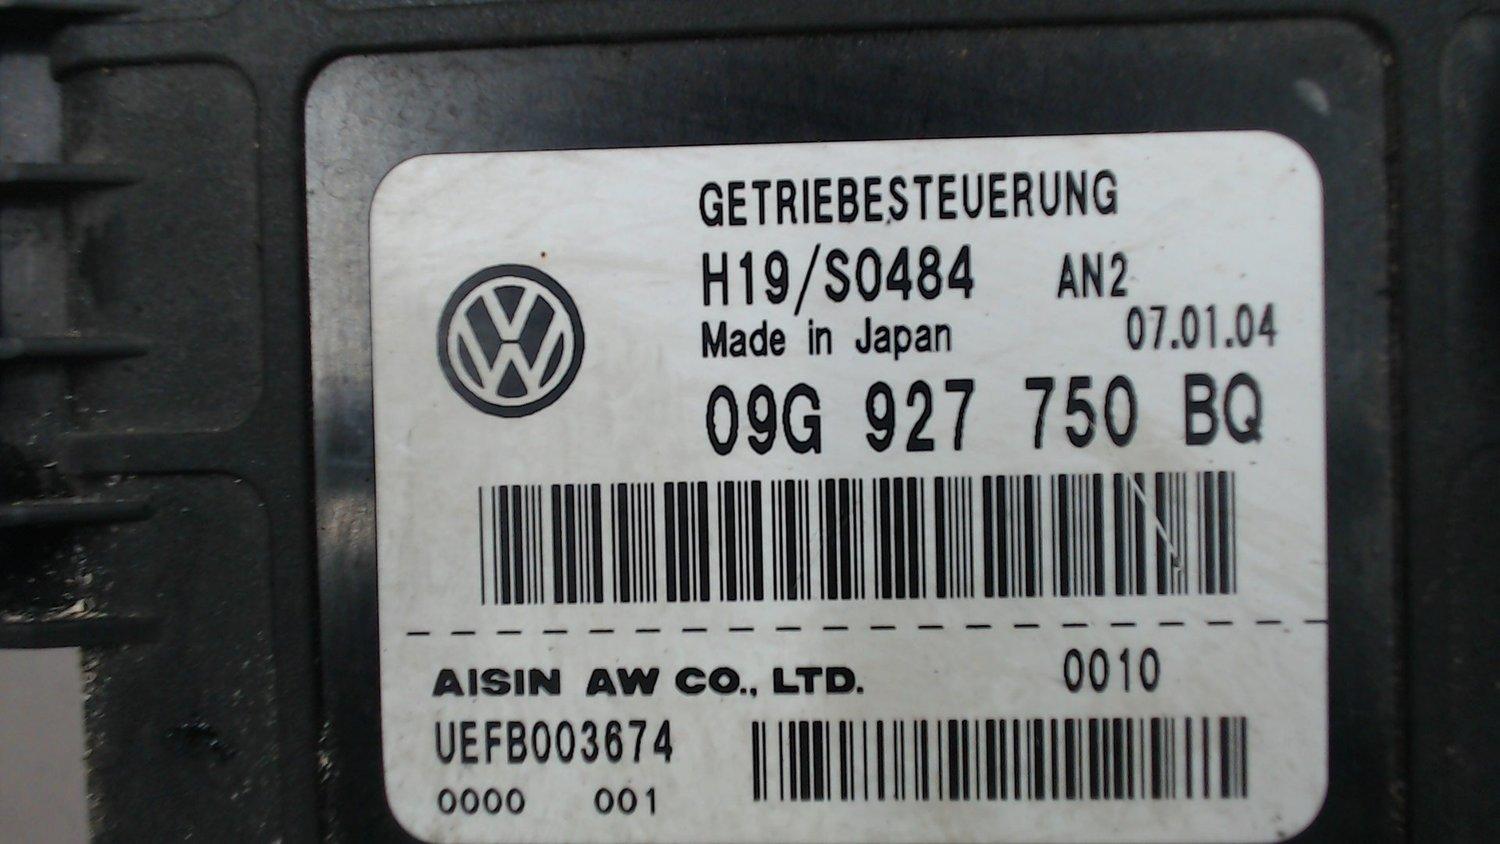 GETRIEBESTEUERUNG
H19/S0484 AN2
Made in Japan 07.01.04
09G 927 750 BQ
AISIN AW CO., LTD. 0010
UEFB003674
0000 001